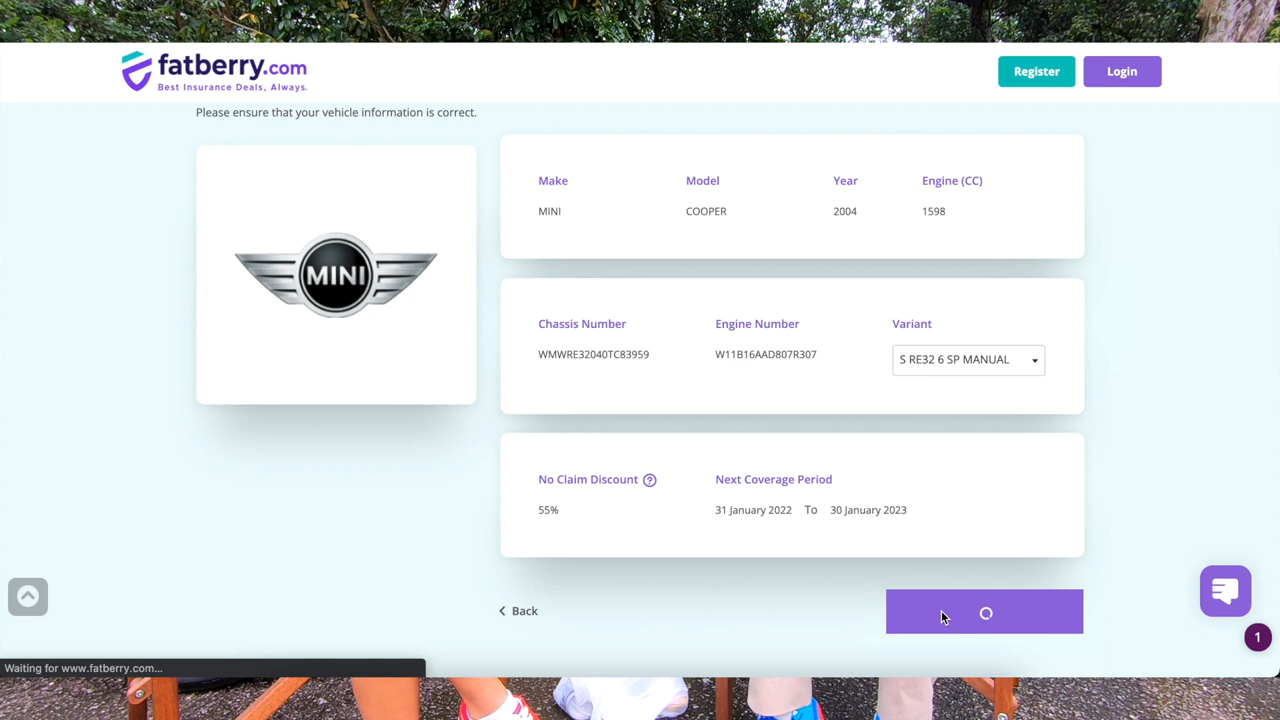 fatberry.com
Best Insurance Deals, Always.
Register
Login
Please ensure that your vehicle information is correct.
MINI
Make Model Year Engine (CC)
MINI COOPER 2004 1598
Chassis Number Engine Number Variant
WMWRE32040TC83959 W11B16AAD807R307 S RE32 6 SP MANUAL
No Claim Discount ? Next Coverage Period
55% 31 January 2022 To 30 January 2023
Back
1
Waiting for www.fatberry.com...